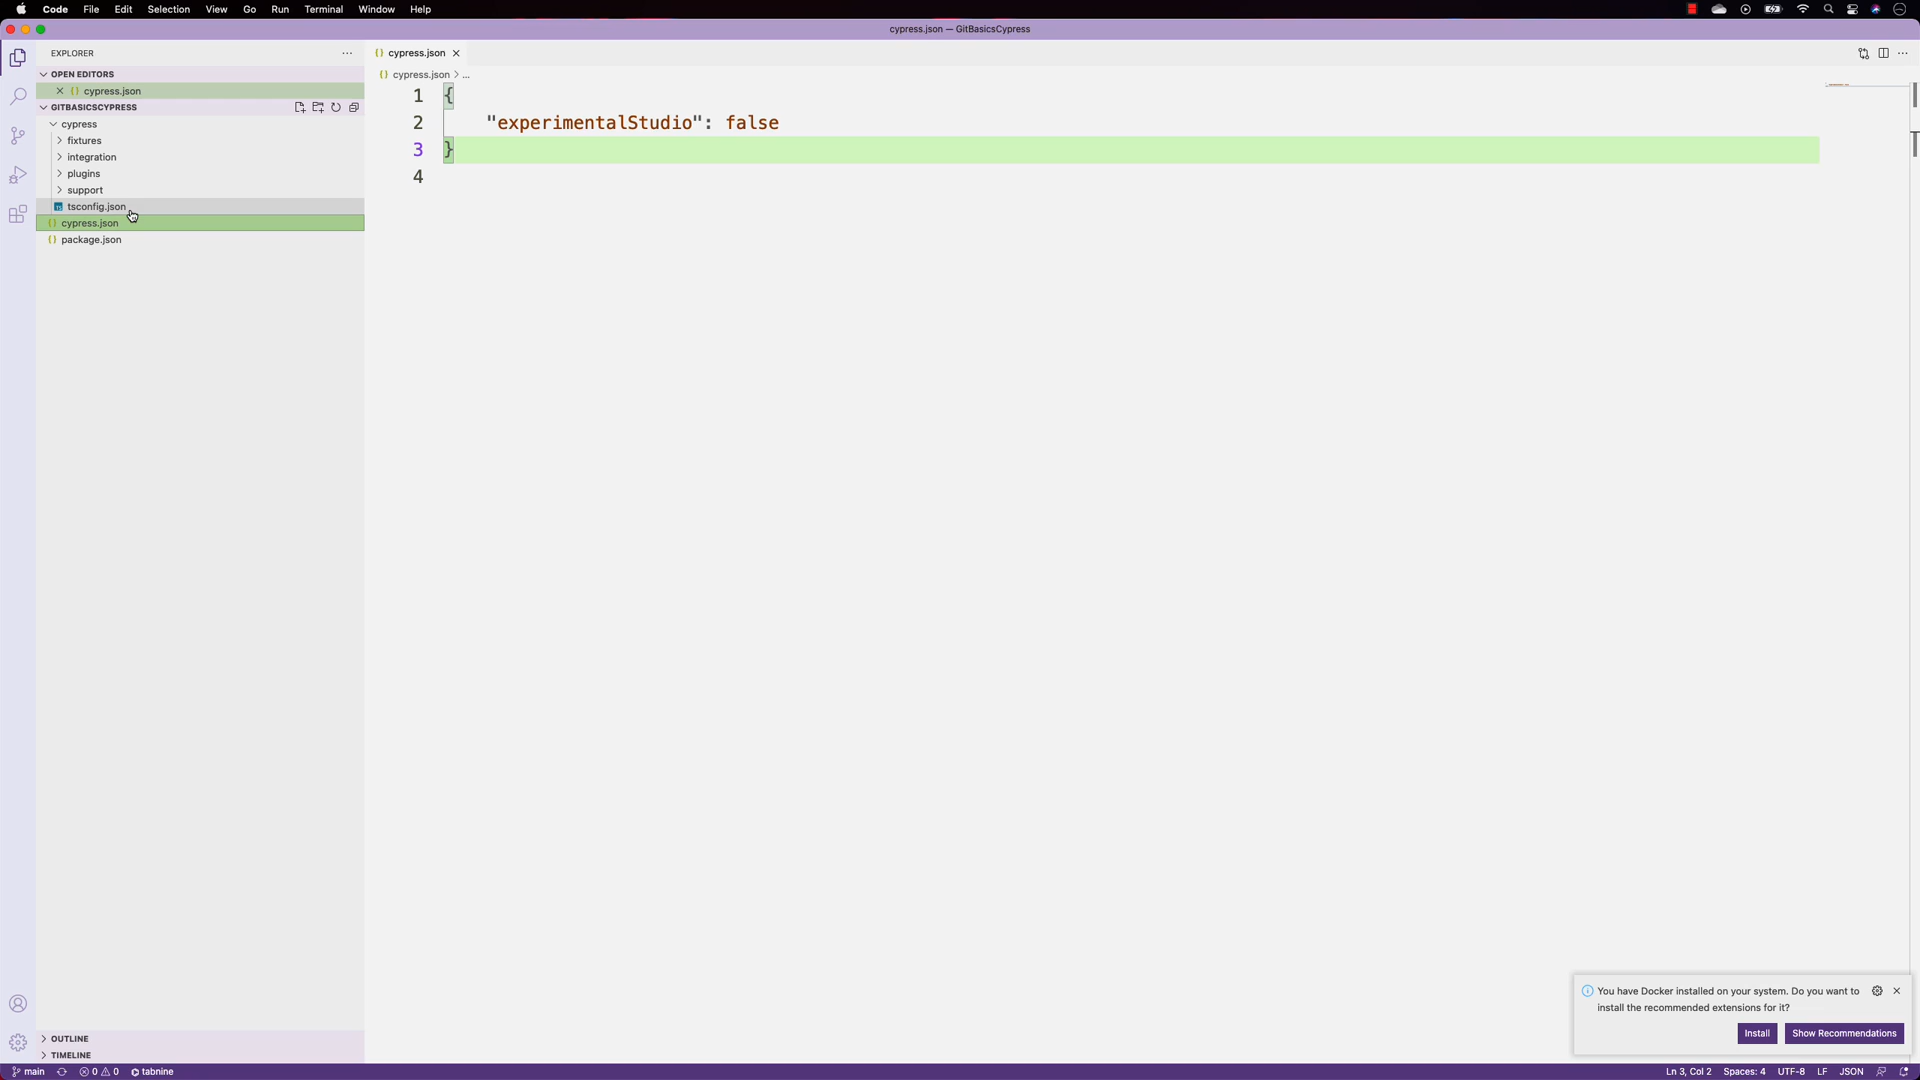 Code File Edit Selection View Go Run Terminal Window Help
cypress.json — GitBasicsCypress
EXPLORER
OPEN EDITORS
cypress.json
GITBASICSCYPRESS
cypress
fixtures
integration
plugins
support
tsconfig.json
cypress.json
package.json
OUTLINE
TIMELINE
cypress.json
cypress.json > ...
1 {
2 "experimentalStudio": false
3 }
4
You have Docker installed on your system. Do you want to
install the recommended extensions for it?
Install Show Recommendations
main 0 0 tabnine Ln 3, Col 2 Spaces: 4 UTF-8 LF JSON